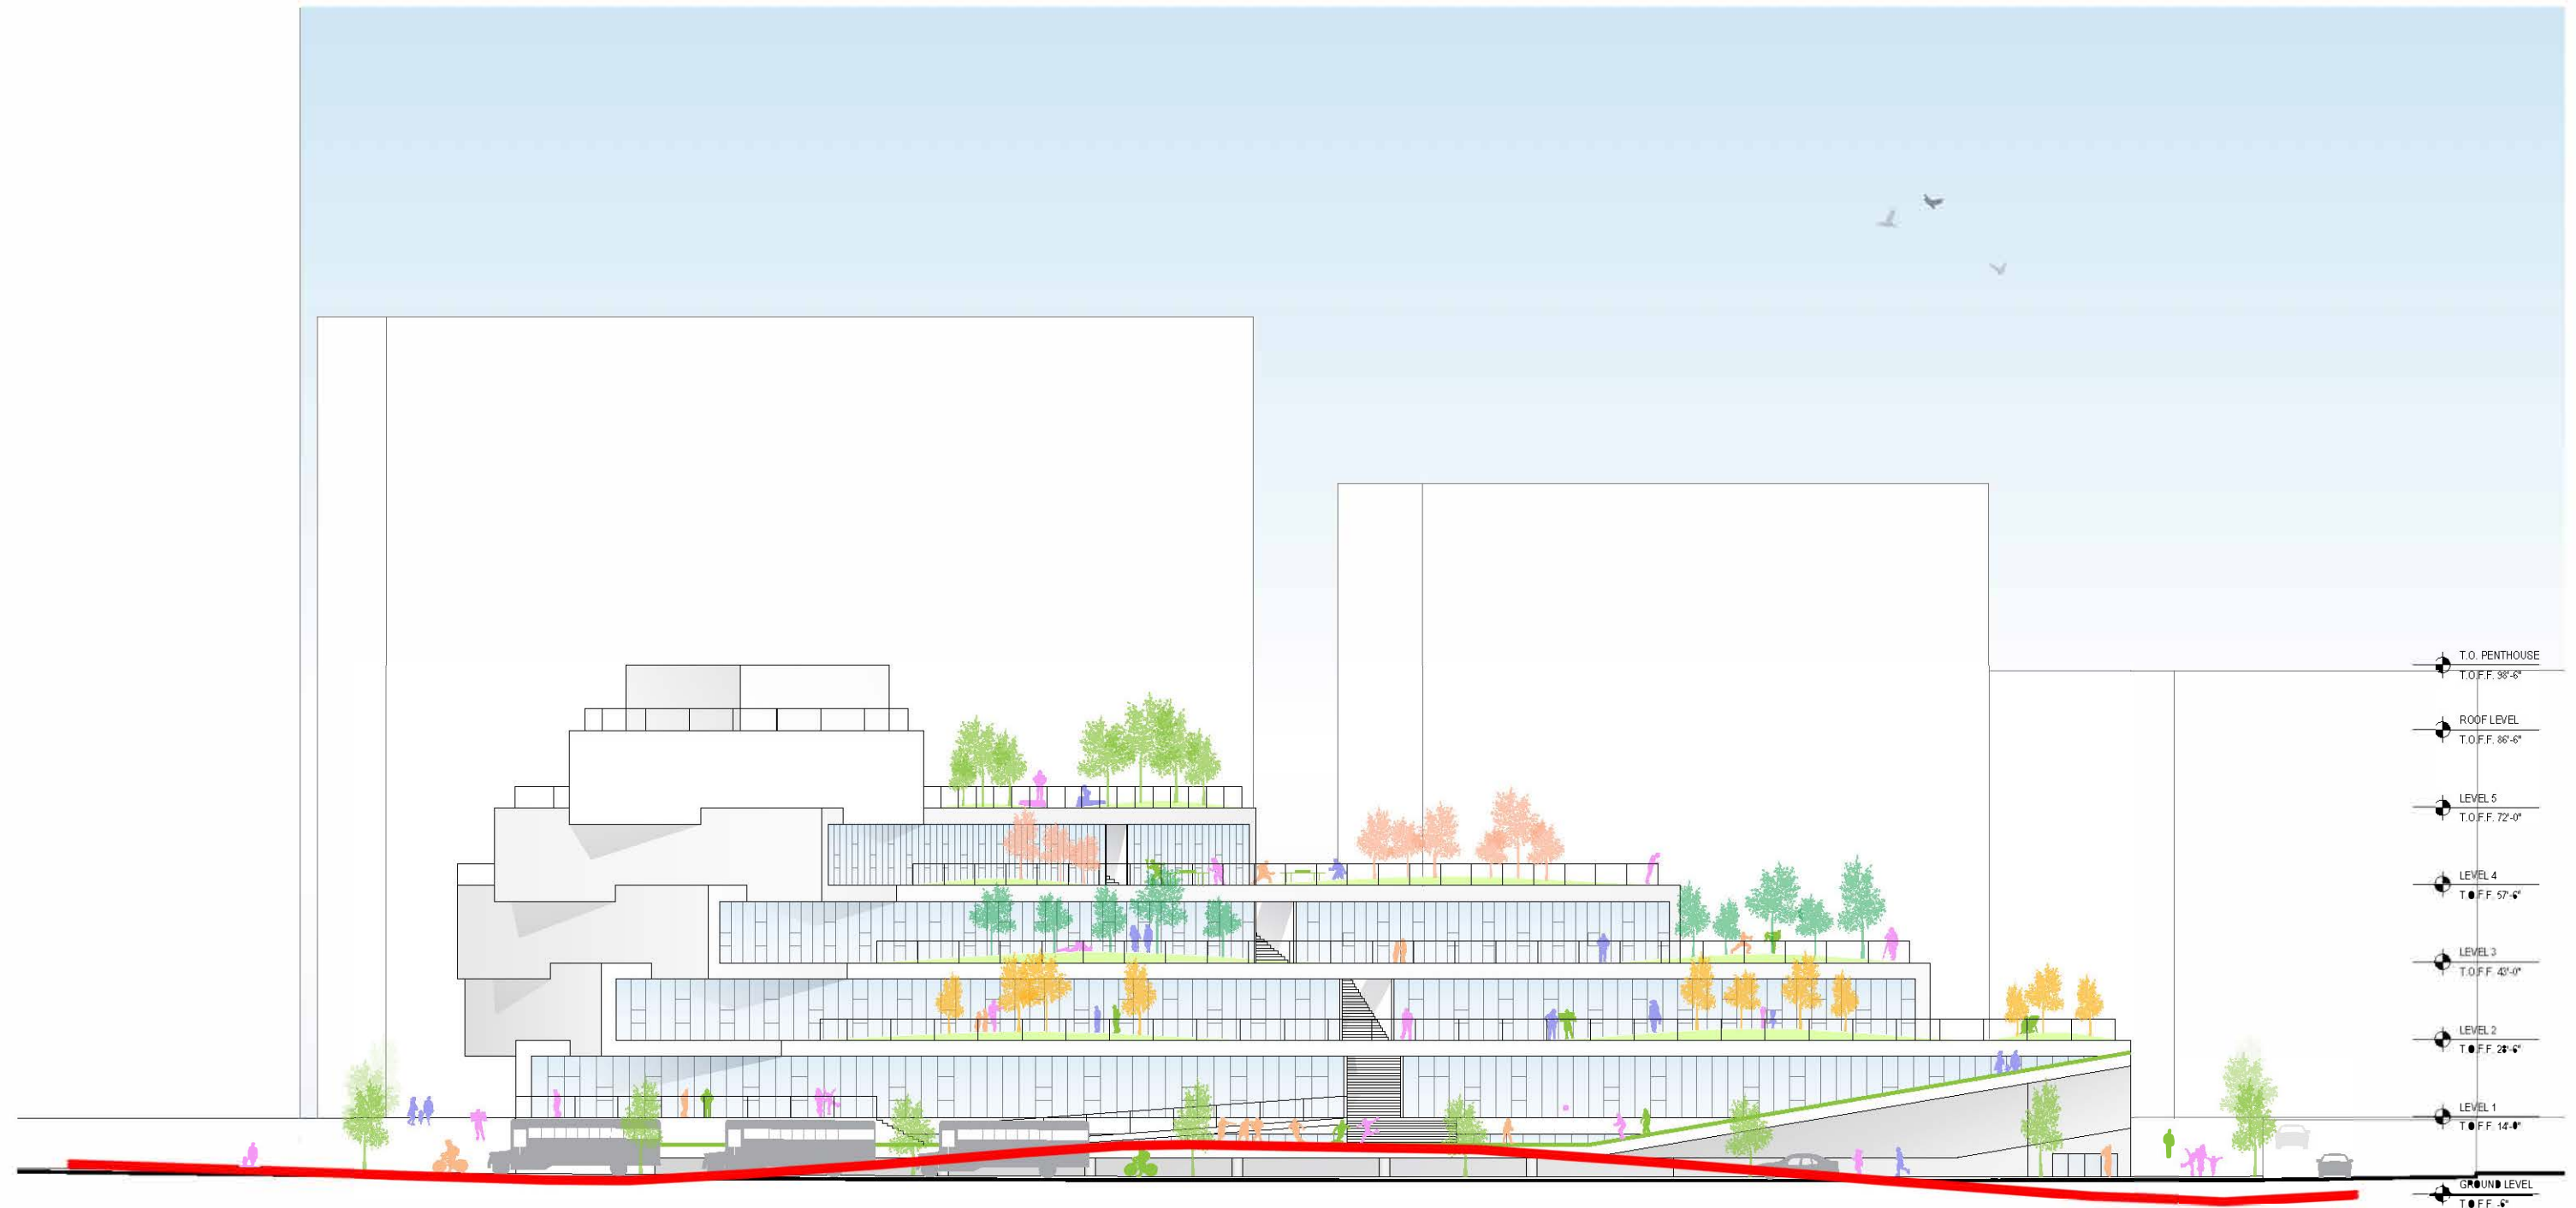 T.O. PENTHOUSE
T.O.F.F. 98'-6"
ROOF LEVEL
T.O.F.F. 86'-6"
LEVEL 5
T.O.F.F. 72'-0"
LEVEL 4
T.O.F.F. 57'-6"
LEVEL 3
T.O.F.F. 43'-0"
LEVEL 2
T.O.F.F. 28'-6"
LEVEL 1
T.O.F.F. 14'-0"
GROUND LEVEL
T.O.F.F. -6"